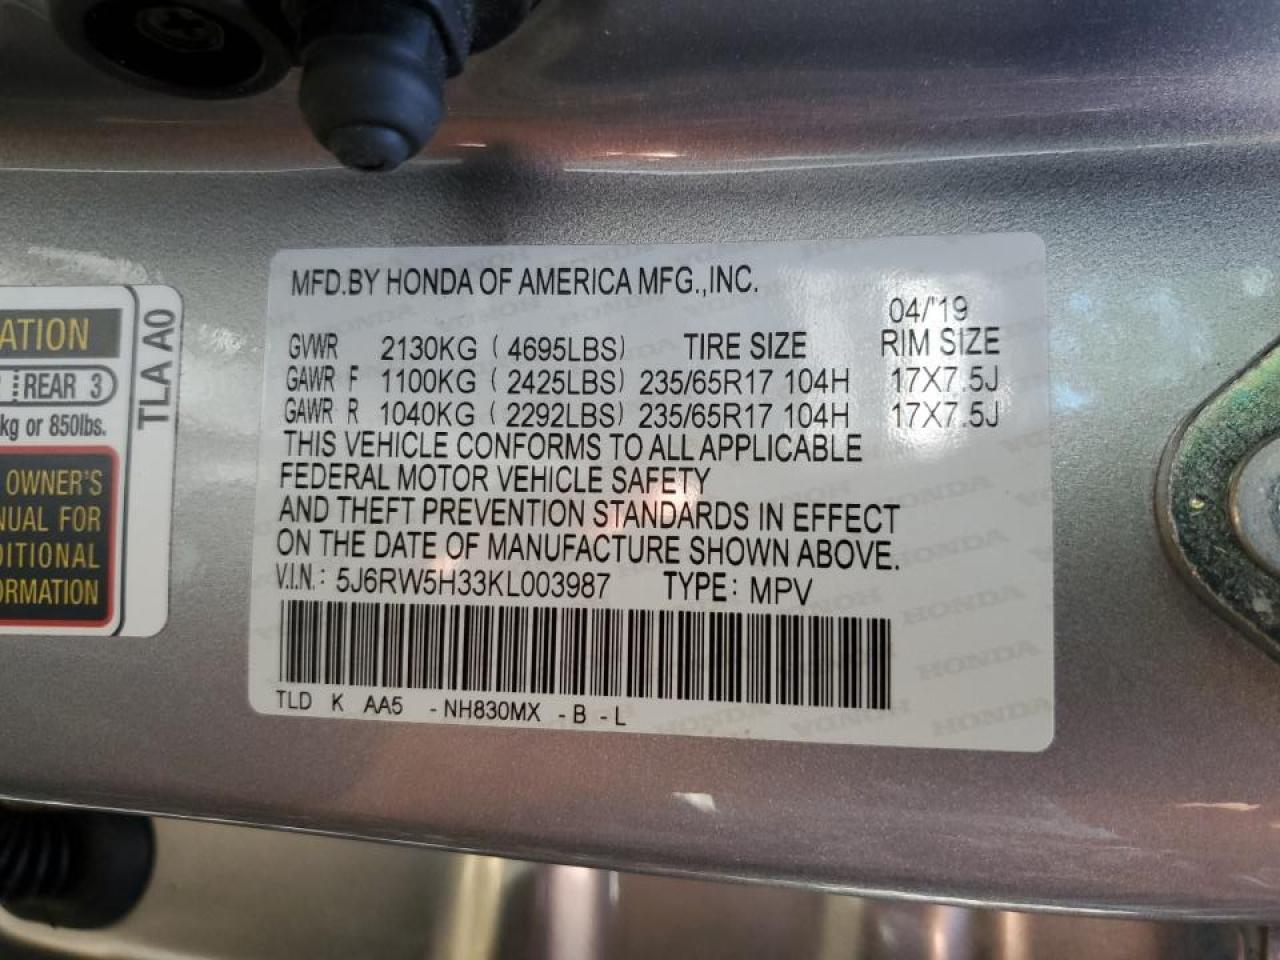 MFD.BY HONDA OF AMERICA MFG.,INC.
04/'19
GVWR 2130KG ( 4695LBS) TIRE SIZE RIM SIZE
GAWR F 1100KG ( 2425LBS) 235/65R17 104H 17X7.5J
GAWR R 1040KG ( 2292LBS) 235/65R17 104H 17X7.5J
THIS VEHICLE CONFORMS TO ALL APPLICABLE
FEDERAL MOTOR VEHICLE SAFETY
AND THEFT PREVENTION STANDARDS IN EFFECT
ON THE DATE OF MANUFACTURE SHOWN ABOVE.
V.I.N.: 5J6RW5H33KL003987 TYPE: MPV
TLD K AA5 -NH830MX -B -L
ATION
REAR 3
kg or 850lbs.
OWNER'S
NUAL FOR
DITIONAL
ORMATION
TLA A0